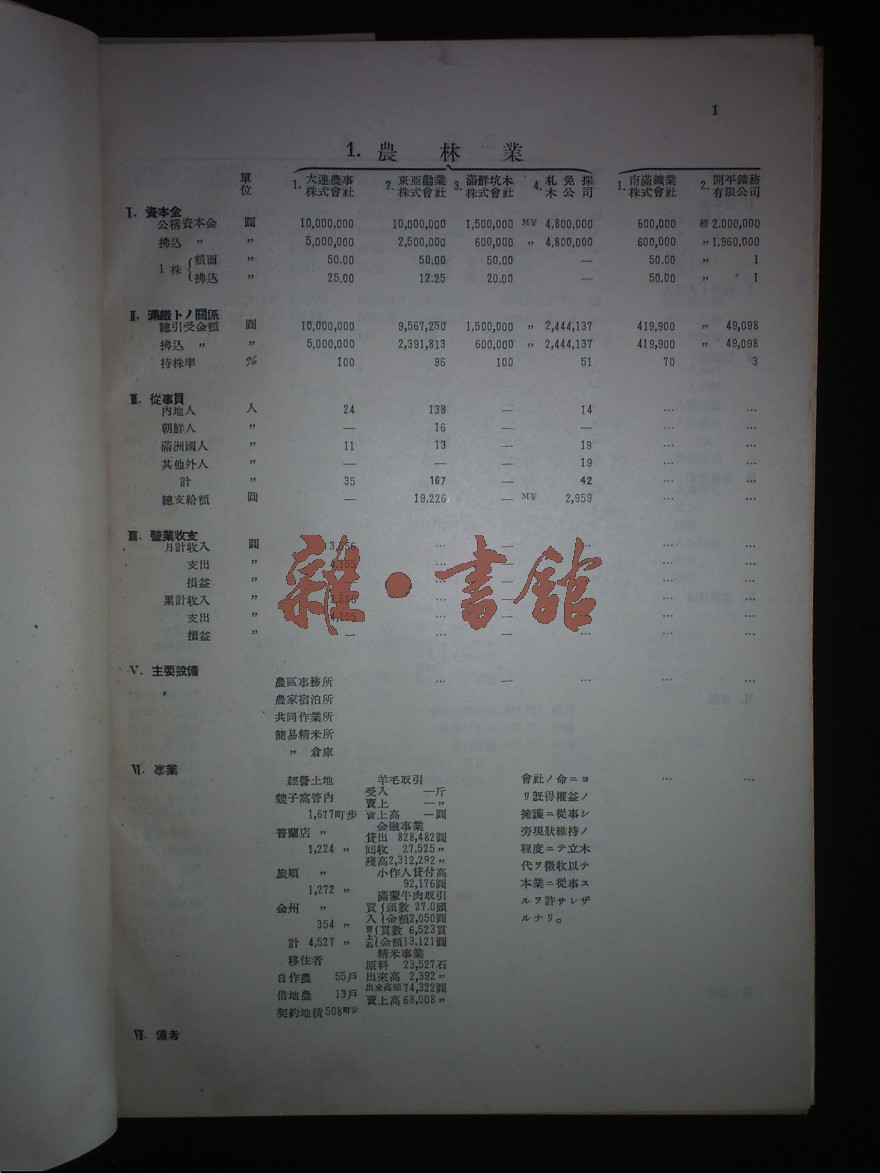 1
1. 農林業
單位 1. 大連農事株式會社 2. 東亞勸業株式會社 3. 滿鮮坑木株式會社 4. 札免採木公司 1. 南滿鑛業株式會社 2. 開平鑛務有限公司
I. 資本金
公稱資本金 圓 10,000,000 10,000,000 1,500,000 M¥ 4,800,000 600,000 磅 2,000,000
拂込 〃 〃 5,000,000 2,500,000 600,000 〃 4,800,000 600,000 〃 1,960,000
1株 額面 〃 50.00 50.00 50.00 — 50.00 〃 1
拂込 〃 25.00 12.25 20.00 — 50.00 〃 1
II. 滿鐵トノ關係
總引受金額 圓 10,000,000 9,567,250 1,500,000 〃 2,444,137 419,900 〃 49,098
拂込 〃 〃 5,000,000 2,391,813 600,000 〃 2,444,137 419,900 〃 49,098
持株率 % 100 96 100 51 70 3
III. 從事員
內地人 人 24 138 — 14 … …
朝鮮人 〃 — 16 — — … …
滿洲國人 〃 11 13 — 19 … …
其他外人 〃 — — — 19 … …
計 〃 35 167 — 42 … …
總支給額 圓 — 19,226 — M¥ 2,959 … …
營業收支
月計收入 圓
支出 〃 4,155
損益 〃
累計收入 〃
支出 〃 4,155
損益 〃 — … — … … …
雜·書館
V. 主要設備
農區事務所 … — … … …
農家宿泊所
共同作業所
簡易精米所
〃 倉庫
VI. 事業
經營土地 羊毛取引 會社ノ命ニヨ … …
貔子窩管內 受入 —斤 リ既得權益ノ
賣上 —〃
1,677町步 賣上高 —圓 擁護ニ從事シ
普蘭店 〃 金融事業 旁現狀維持ノ
貸出 828,482圓
1,224 〃 回收 27,525〃 程度ニテ立木
殘高2,312,292〃 代ヲ徵收以テ
旅順 〃 小作人貸付高
1,272 〃 92,176圓 本業ニ從事ス
滿蒙牛肉取引
金州 〃 買入 頭數 27.0頭 ルヲ許サレザ
354 〃 金額2,050圓 ルナリ。
賣上高 貫數 6,523貫
計 4,527 〃 金額13,121圓
移住者 精米事業
原料 23,527石
自作農 55戶 出來高 2,392〃
出來高額74,322圓
借地農 13戶 賣上高68,008〃
契約地積508町步
VII. 備考